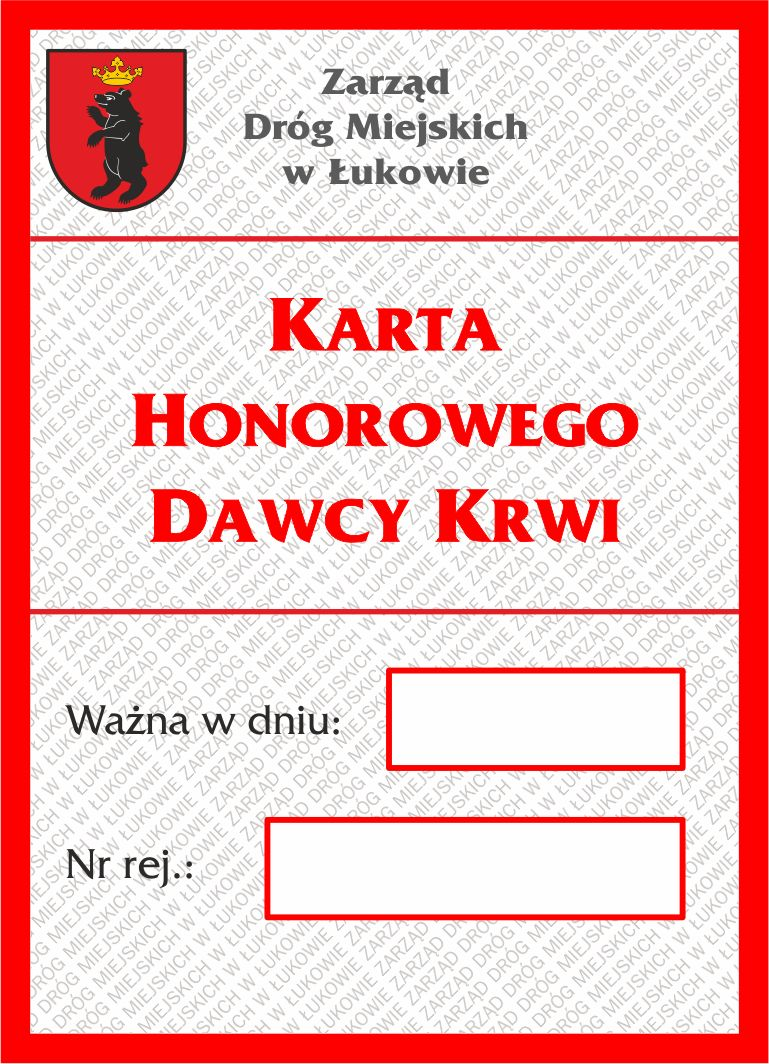 Zarząd
Dróg Miejskich
w Łukowie
KARTA
HONOROWEGO
DAWCY KRWI
Ważna w dniu:
Nr rej.: